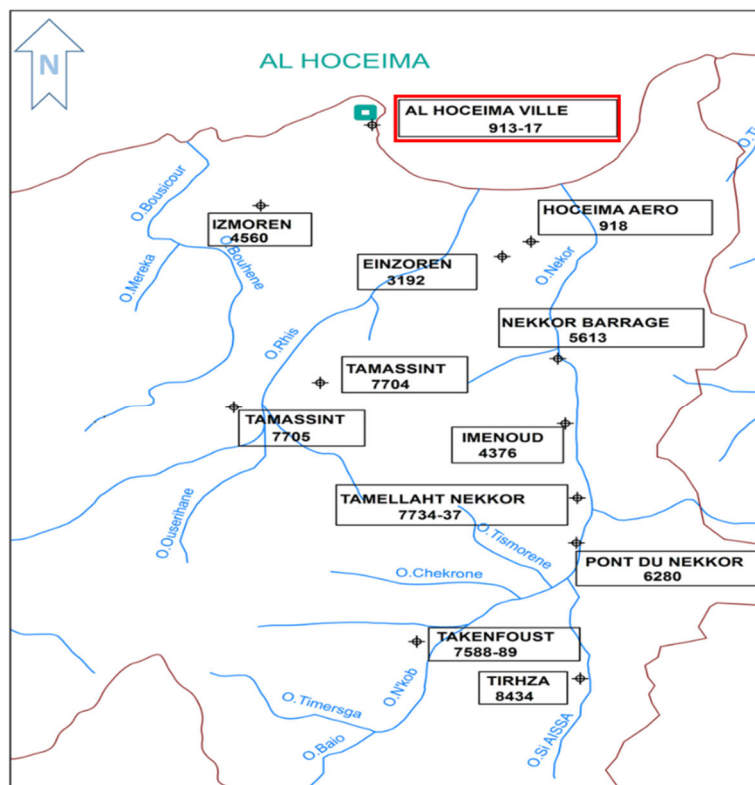 N
AL HOCEIMA
AL HOCEIMA VILLE
913-17
O.Bousicour
IZMOREN
4560
HOCEIMA AERO
918
O.Mereka
O.Bouhene
EINZOREN
3192
O.Nekor
NEKKOR BARRAGE
5613
O.Rhis
TAMASSINT
7704
TAMASSINT
7705
IMENOUD
4376
TAMELLAHT NEKKOR
7734-37
O.Ouserihane
O.Tismorene
PONT DU NEKKOR
6280
O.Chekrone
TAKENFOUST
7588-89
TIRHZA
8434
O.N'kob
O.Timersga
O.Baio
O.Si AISSA